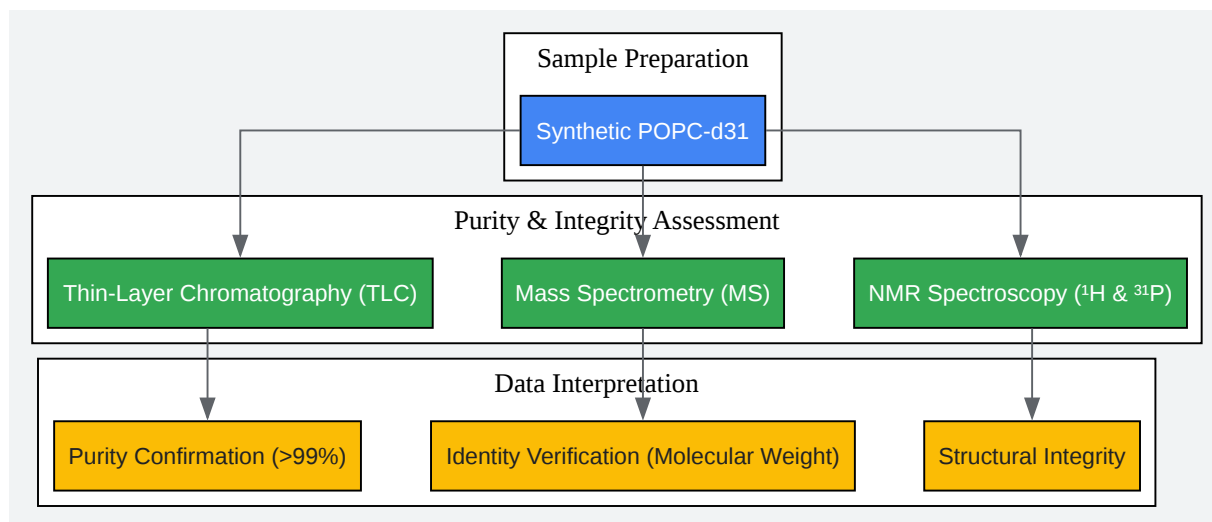 Sample Preparation
Synthetic POPC-d31
Purity & Integrity Assessment
Thin-Layer Chromatography (TLC)
Mass Spectrometry (MS)
NMR Spectroscopy (¹H & ³¹P)
Data Interpretation
Purity Confirmation (>99%)
Identity Verification (Molecular Weight)
Structural Integrity